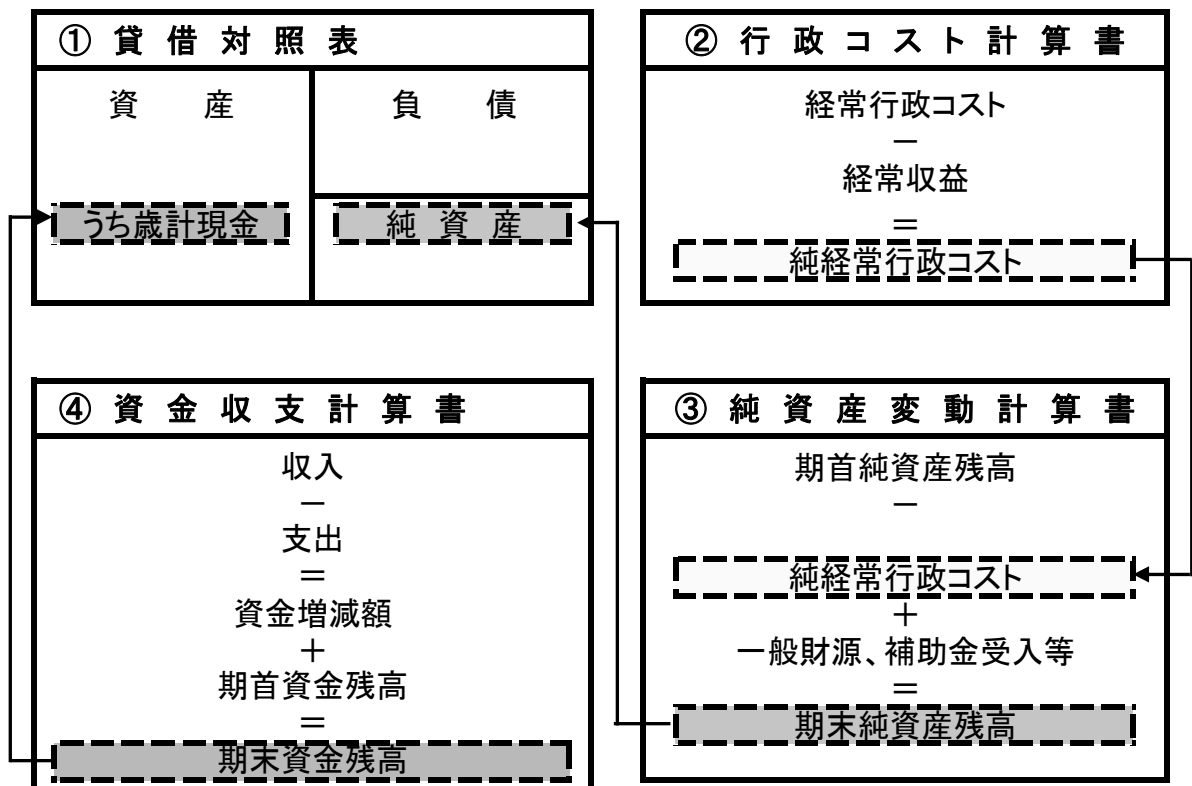 ① 貸借対照表
資産
負債
うち歳計現金
純資産
② 行政コスト計算書
経常行政コスト
－
経常収益
＝
純経常行政コスト
④ 資金収支計算書
収入
－
支出
＝
資金増減額
＋
期首資金残高
＝
期末資金残高
③ 純資産変動計算書
期首純資産残高
－
純経常行政コスト
＋
一般財源、補助金受入等
＝
期末純資産残高